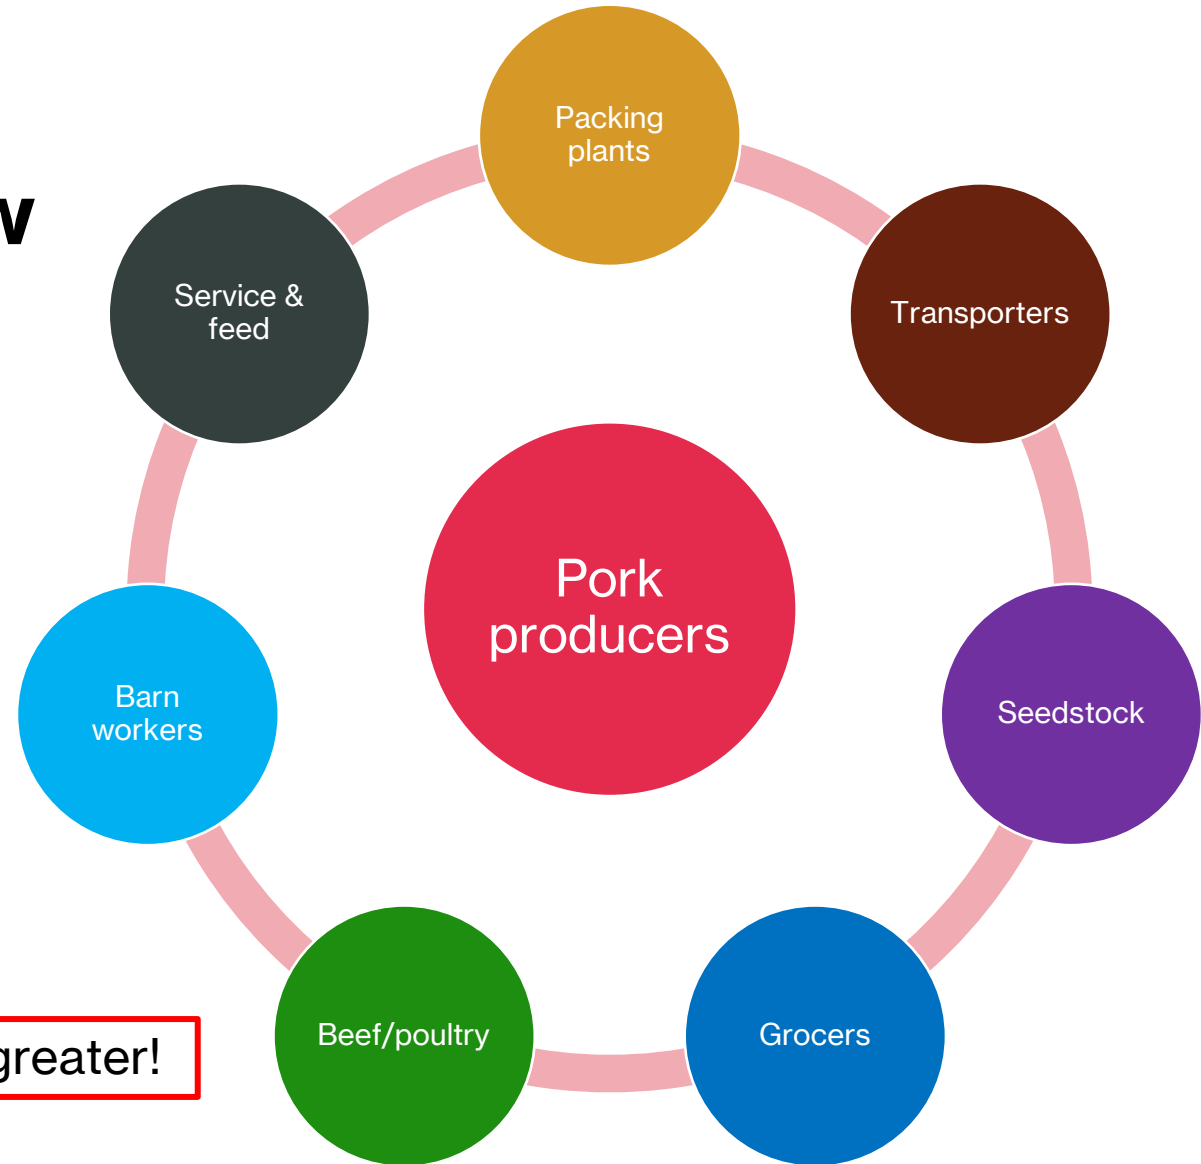 Packing
plants
Service &
feed
Transporters
Pork
producers
Barn
workers
Seedstock
Beef/poultry
Grocers
greater!